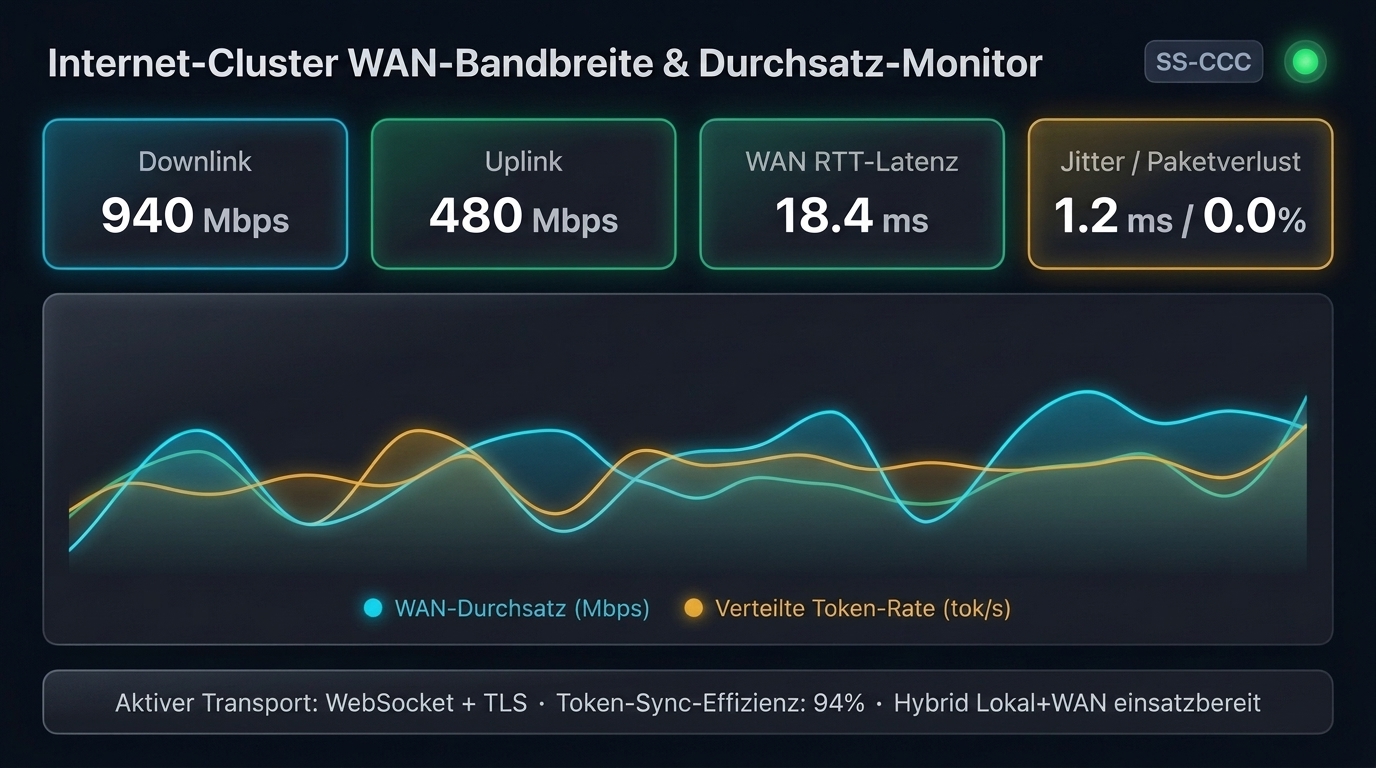 Internet-Cluster WAN-Bandbreite & Durchsatz-Monitor
SS-CCC
Downlink
940 Mbps
Uplink
480 Mbps
WAN RTT-Latenz
18.4 ms
Jitter / Paketverlust
1.2 ms / 0.0%
WAN-Durchsatz (Mbps)
Verteilte Token-Rate (tok/s)
Aktiver Transport: WebSocket + TLS · Token-Sync-Effizienz: 94% · Hybrid Lokal+WAN einsatzbereit